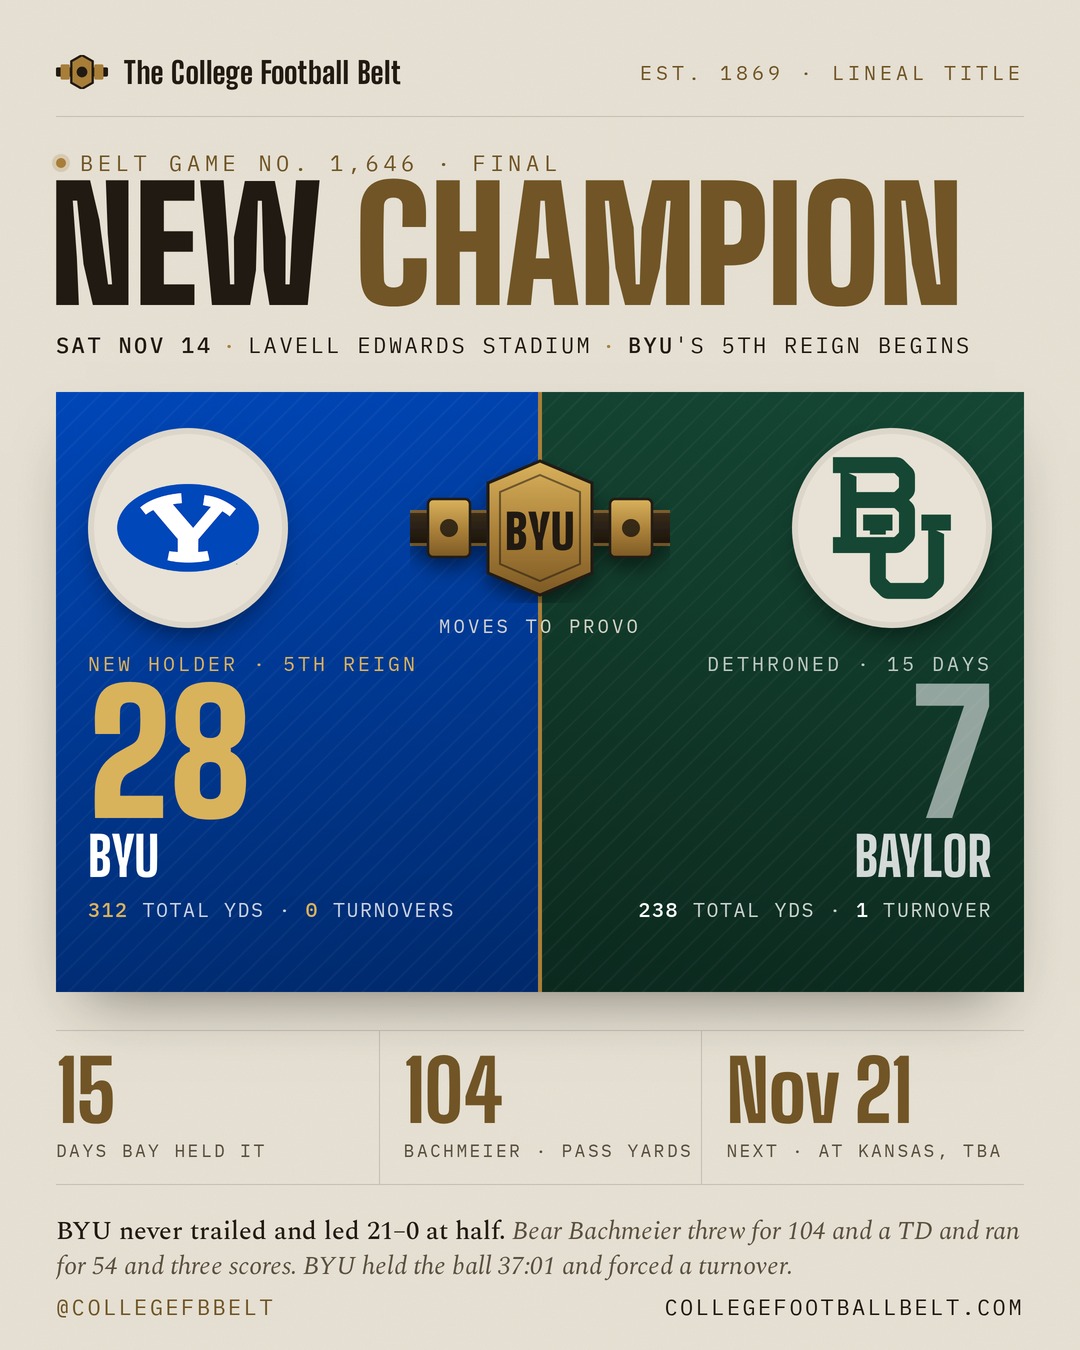 The College Football Belt
EST. 1869 · LINEAL TITLE
BELT GAME NO. 1,646 · FINAL
NEW CHAMPION
SAT NOV 14 · LAVELL EDWARDS STADIUM · BYU'S 5TH REIGN BEGINS
Y
BYU
BU
MOVES TO PROVO
NEW HOLDER · 5TH REIGN
28
BYU
312 TOTAL YDS · 0 TURNOVERS
DETHRONED · 15 DAYS
7
BAYLOR
238 TOTAL YDS · 1 TURNOVER
15
DAYS BAY HELD IT
104
BACHMEIER · PASS YARDS
Nov 21
NEXT · AT KANSAS, TBA
BYU never trailed and led 21–0 at half. Bear Bachmeier threw for 104 and a TD and ran
for 54 and three scores. BYU held the ball 37:01 and forced a turnover.
@COLLEGEFBBELT
COLLEGEFOOTBALLBELT.COM